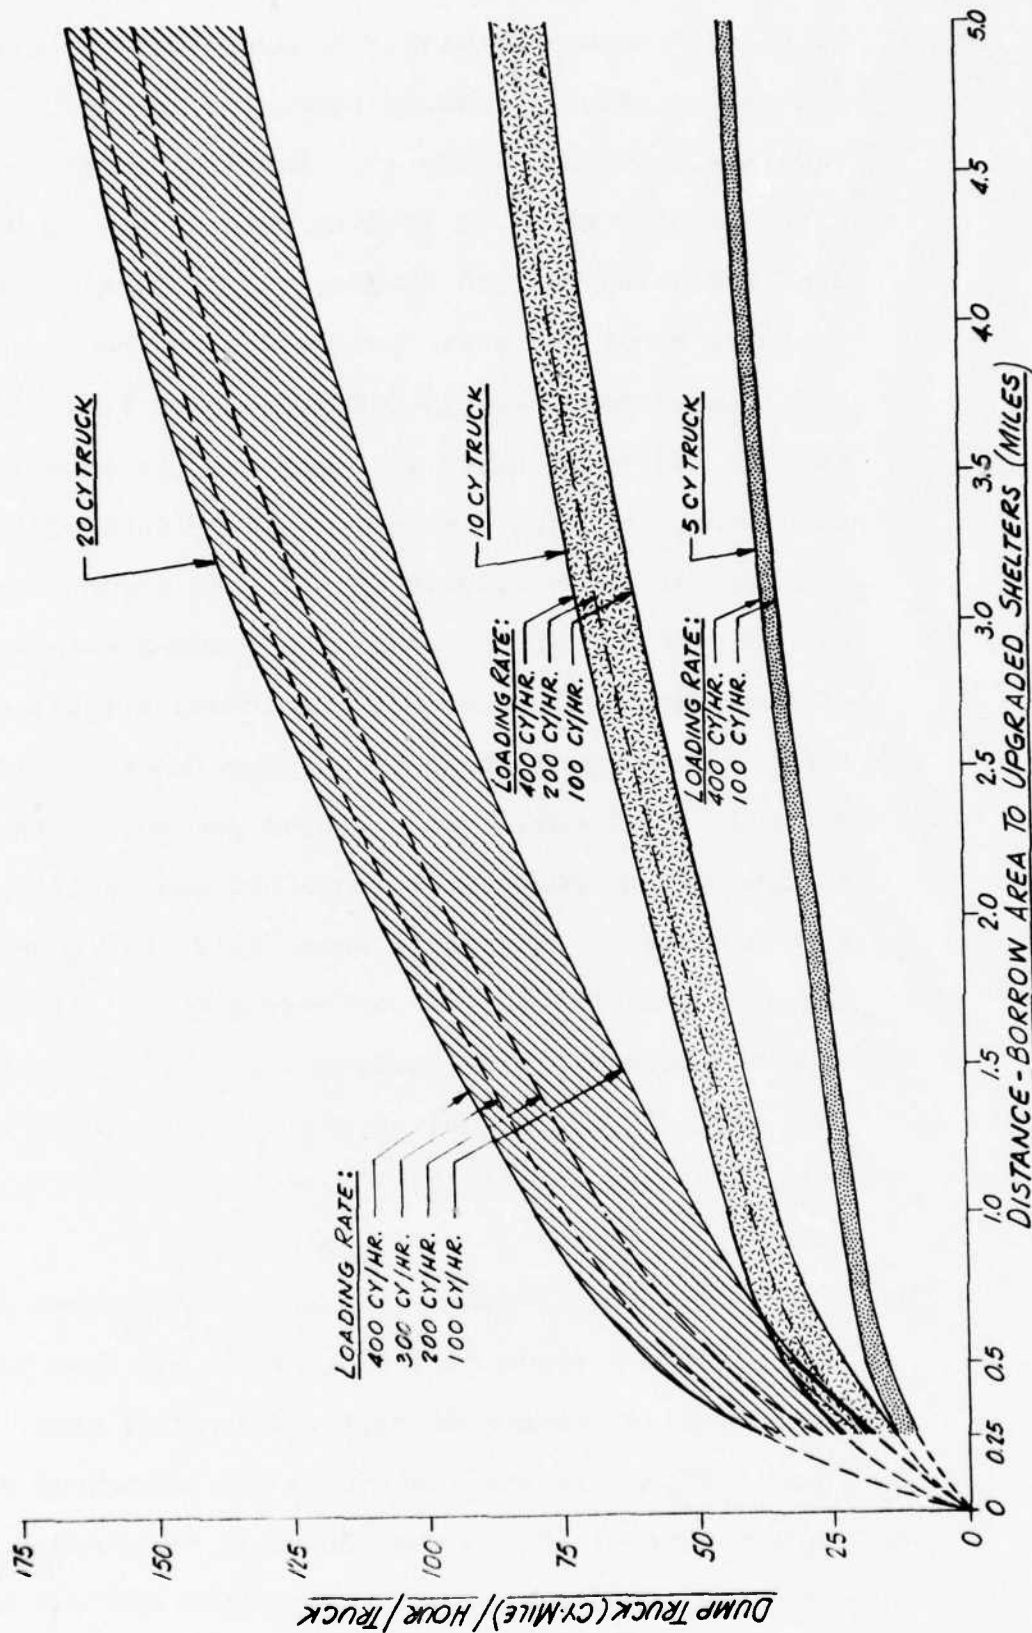 DUMP TRUCK (CY·MILE) / HOUR / TRUCK
175
150
125
100
75
50
25
0
0 0.25 0.5 1.0 1.5 2.0 2.5 3.0 3.5 4.0 4.5 5.0
DISTANCE - BORROW AREA TO UPGRADED SHELTERS (MILES)
20 CY TRUCK
LOADING RATE:
400 CY/HR.
300 CY/HR.
200 CY/HR.
100 CY/HR.
10 CY TRUCK
LOADING RATE:
400 CY/HR.
200 CY/HR.
100 CY/HR.
5 CY TRUCK
LOADING RATE:
400 CY/HR.
100 CY/HR.